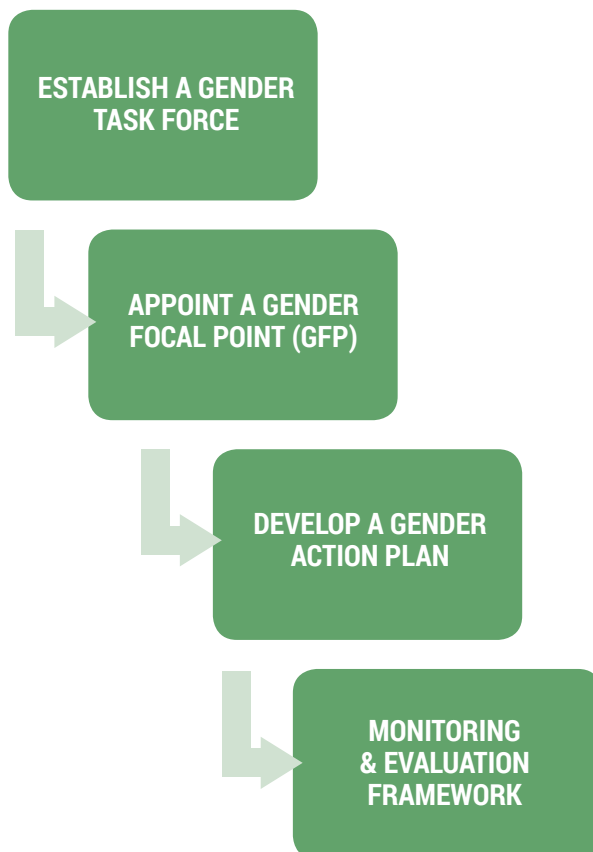 ESTABLISH A GENDER
TASK FORCE
APPOINT A GENDER
FOCAL POINT (GFP)
DEVELOP A GENDER
ACTION PLAN
MONITORING
& EVALUATION
FRAMEWORK